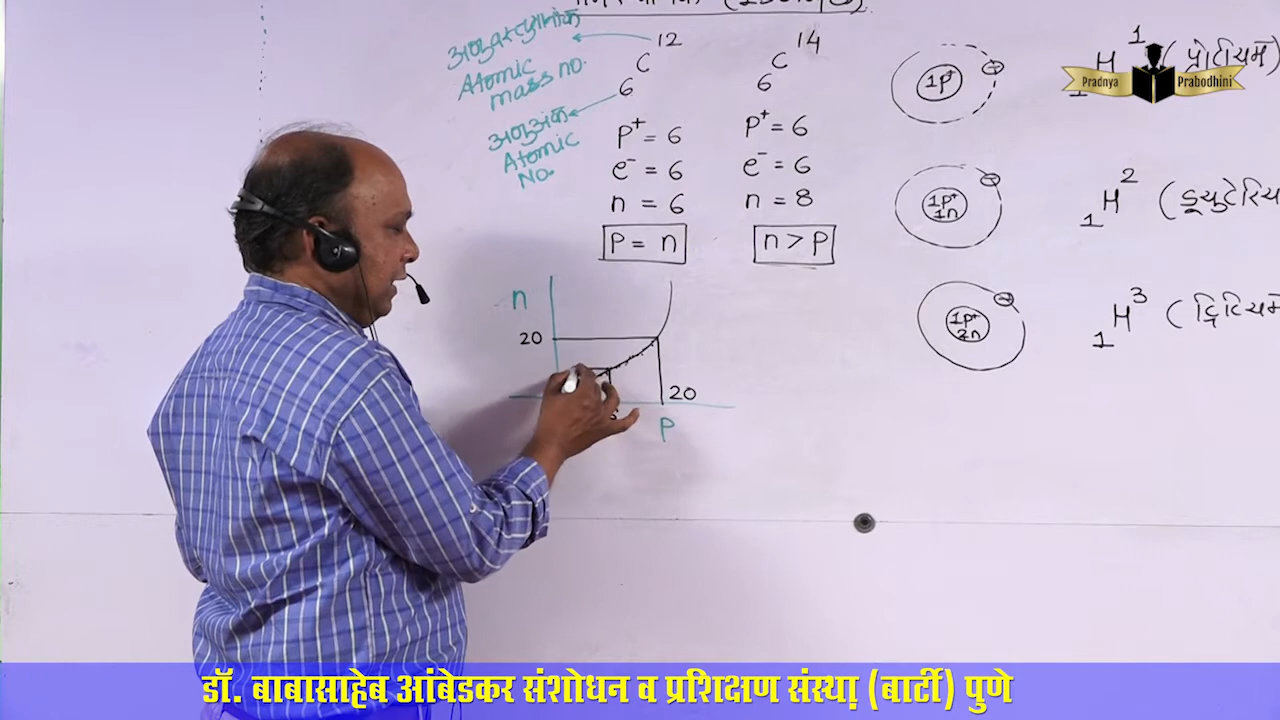 अणुवस्तुमानांक
Atomic
mass no.
6 C 12
अणुअंक
Atomic
No.
P⁺ = 6
e⁻ = 6
n = 6
P = n
6 C 14
P⁺ = 6
e⁻ = 6
n = 8
n > P
1p⁺
1 H 1 (प्रोटियम)
Pradnya Prabodhini
1p⁺
1n
1 H 2
1p⁺
2n
1 H 3 (ट्रिटियम
n
20
20
P
डॉ. बाबासाहेब आंबेडकर संशोधन व प्रशिक्षण संस्था (बार्टी) पुणे